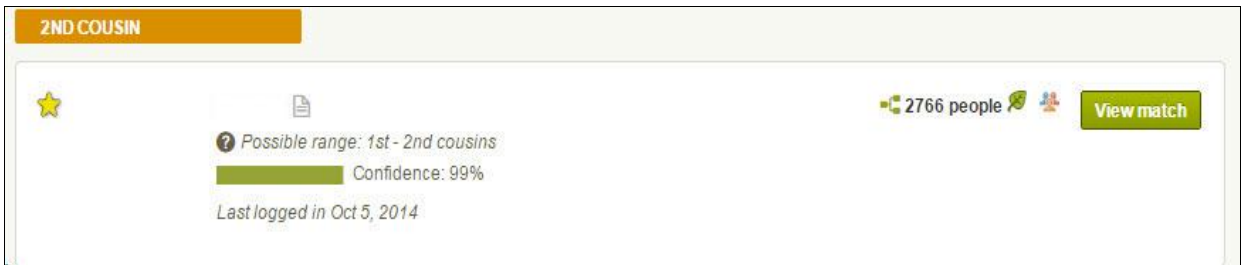 2ND COUSIN
2766 people
View match
? Possible range: 1st - 2nd cousins
Confidence: 99%
Last logged in Oct 5, 2014